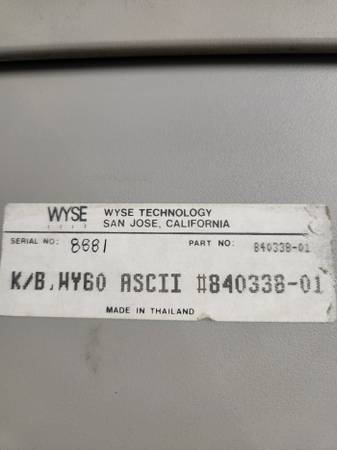 WYSE WYSE TECHNOLOGY
SAN JOSE, CALIFORNIA
SERIAL NO: 8881 PART NO: 840338-01
K/B,WY60 ASCII #840338-01
MADE IN THAILAND